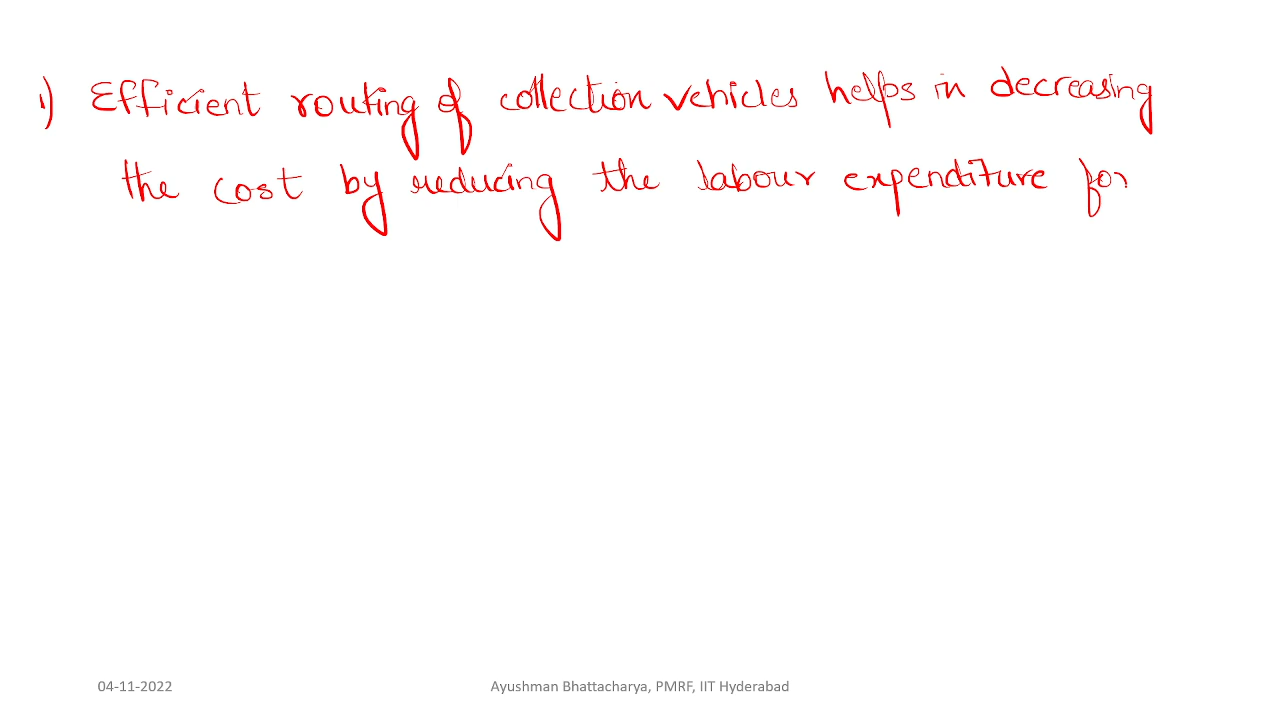 1) Efficient routing of collection vehicles helps in decreasing
the cost by reducing the labour expenditure for
04-11-2022
Ayushman Bhattacharya, PMRF, IIT Hyderabad